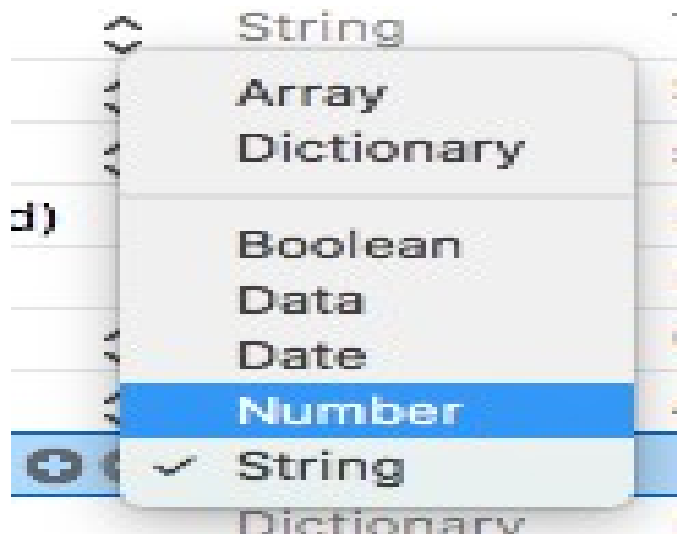 String
Array
Dictionary
d)
Boolean
Data
Date
Number
String
Dictionary